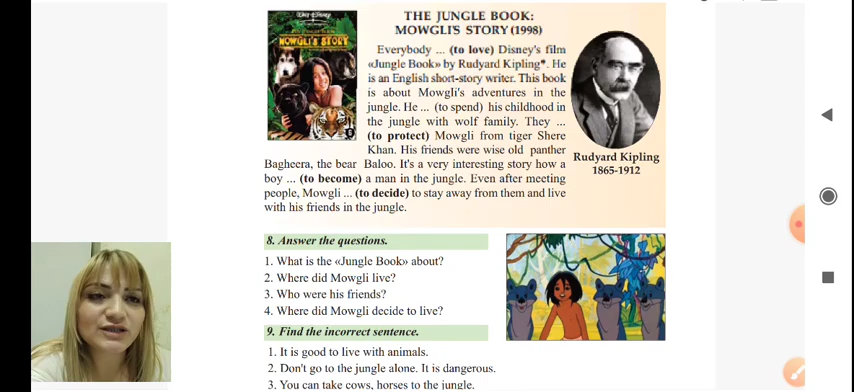 THE JUNGLE BOOK:
MOWGLI'S STORY (1998)
Walt Disney
MOWGLI'S STORY
Everybody ... (to love) Disney's film
«Jungle Book» by Rudyard Kipling*. He
is an English short-story writer. This book
is about Mowgli's adventures in the
jungle. He ... (to spend) his childhood in
the jungle with wolf family. They ...
(to protect) Mowgli from tiger Shere
Khan. His friends were wise old panther
Bagheera, the bear Baloo. It's a very interesting story how a
boy ... (to become) a man in the jungle. Even after meeting
people, Mowgli ... (to decide) to stay away from them and live
with his friends in the jungle.
Rudyard Kipling
1865-1912
8. Answer the questions.
1. What is the «Jungle Book» about?
2. Where did Mowgli live?
3. Who were his friends?
4. Where did Mowgli decide to live?
9. Find the incorrect sentence.
1. It is good to live with animals.
2. Don't go to the jungle alone. It is dangerous.
3. You can take cows, horses to the jungle.